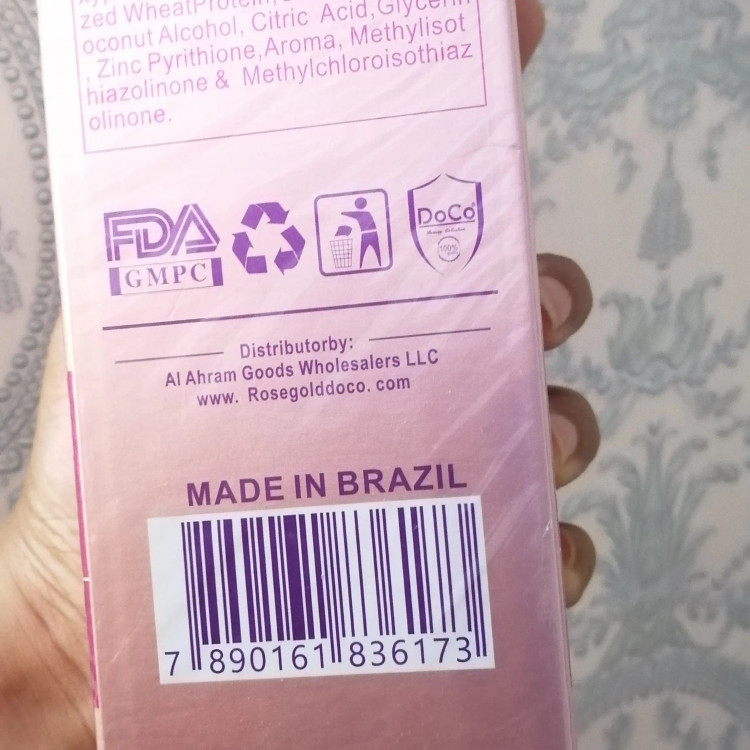 zed WheatProtein,
oconut Alcohol, Citric Acid,Glycerin
, Zinc Pyrithione,Aroma, Methylisot
hiazolinone & Methylchloroisothiaz
olinone.
FDA
GMPC
DoCo
100%
Distributorby:
Al Ahram Goods Wholesalers LLC
www. Rosegolddoco. com
MADE IN BRAZIL
7 890161 836173